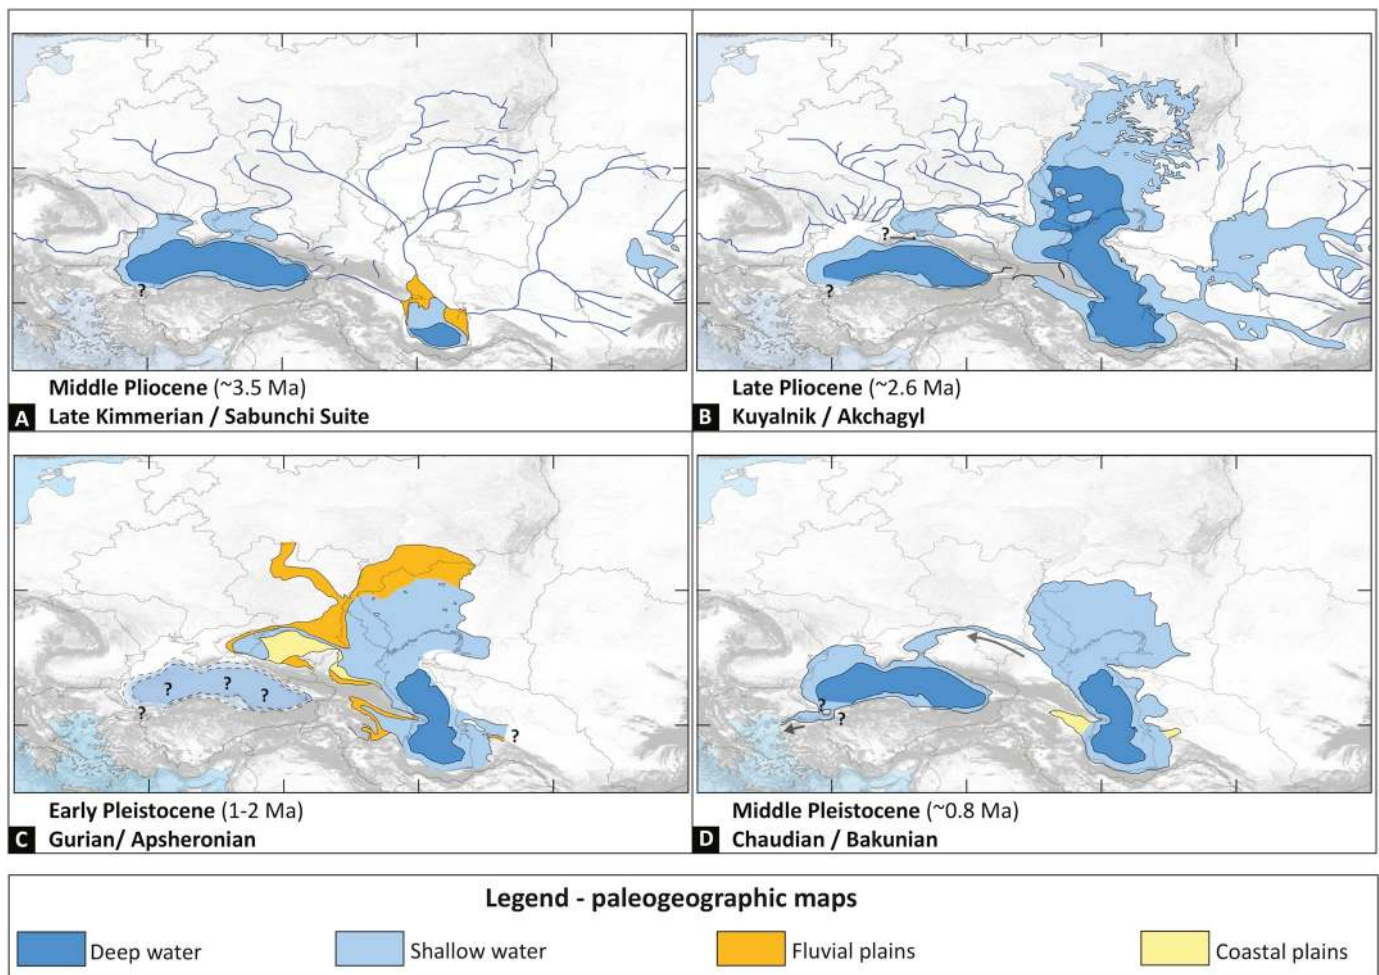 ?
Middle Pliocene (~3.5 Ma)
A Late Kimmerian / Sabunchi Suite
?
?
Late Pliocene (~2.6 Ma)
B Kuyalnik / Akchagyl
? ? ?
?
?
Early Pleistocene (1-2 Ma)
C Gurian/ Apsheronian
?
?
Middle Pleistocene (~0.8 Ma)
D Chaudian / Bakunian
Legend - paleogeographic maps
Deep water
Shallow water
Fluvial plains
Coastal plains